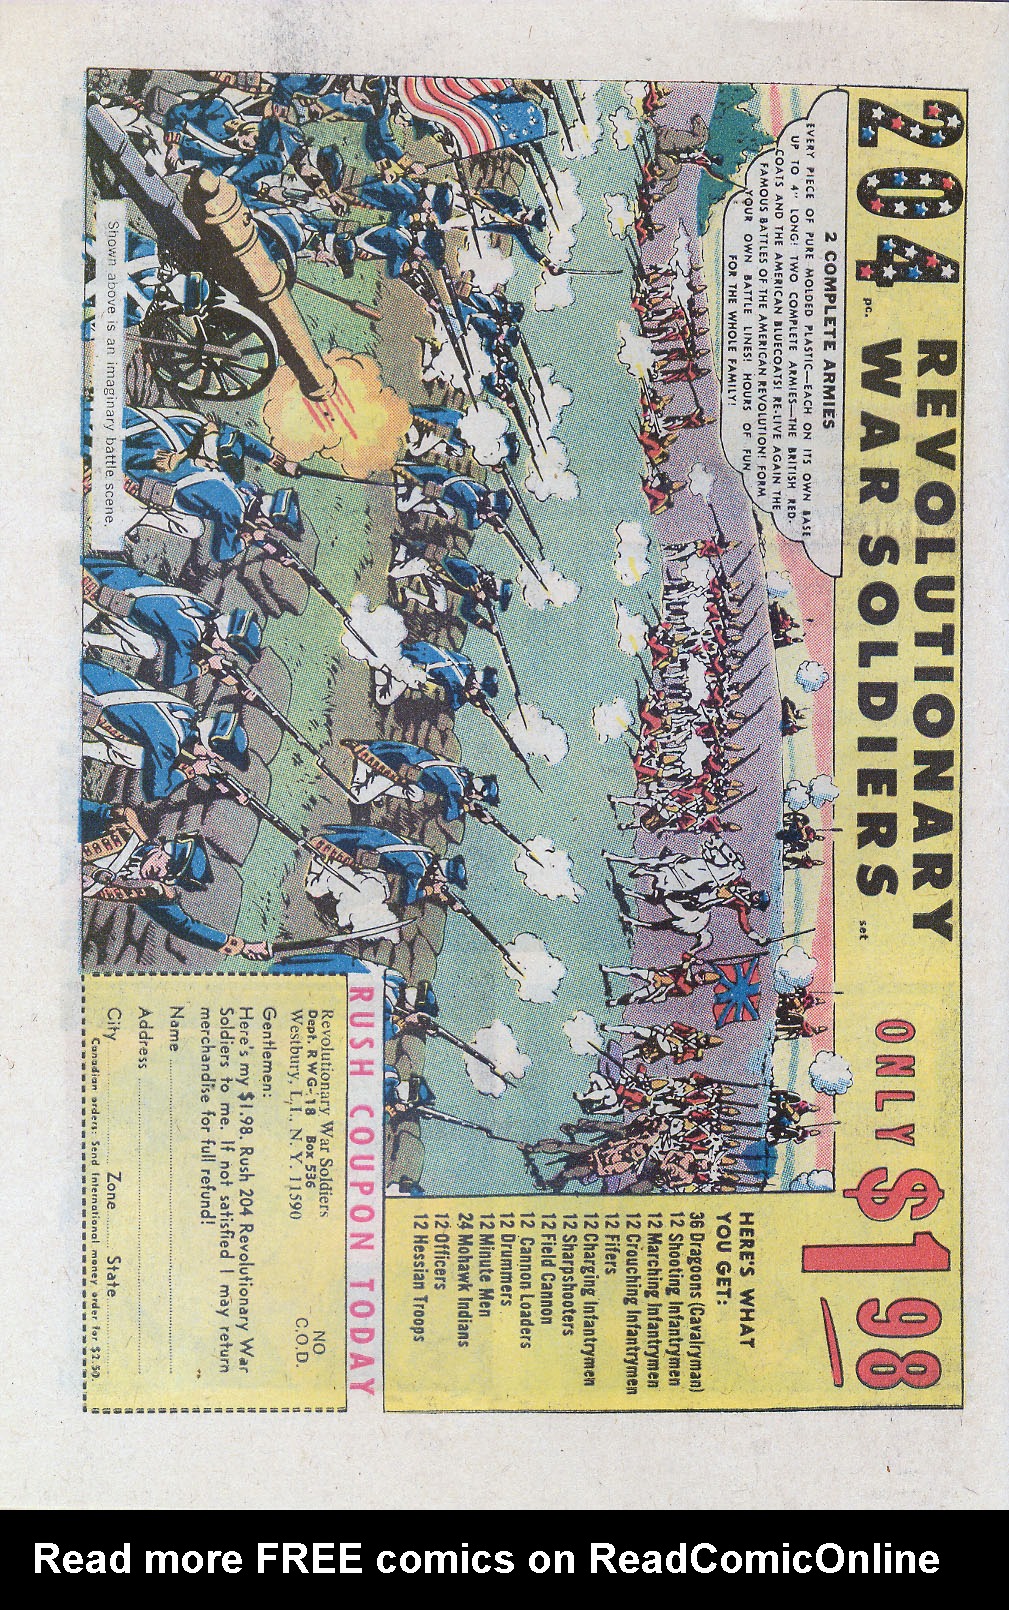 204 pc. REVOLUTIONARY
WAR SOLDIERS set
ONLY $1 98
2 COMPLETE ARMIES
EVERY PIECE OF PURE MOLDED PLASTIC—EACH ON ITS OWN BASE
UP TO 4" LONG! TWO COMPLETE ARMIES—THE BRITISH RED-
COATS AND THE AMERICAN BLUECOATS! RE-LIVE AGAIN THE
FAMOUS BATTLES OF THE AMERICAN REVOLUTION! FORM
YOUR OWN BATTLE LINES! HOURS OF FUN
FOR THE WHOLE FAMILY!
HERE'S WHAT
YOU GET:
36 Dragoons (Cavalryman)
12 Shooting Infantrymen
12 Marching Infantrymen
12 Crouching Infantrymen
12 Fifers
12 Charging Infantrymen
12 Sharpshooters
12 Field Cannon
12 Cannon Loaders
12 Drummers
12 Minute Men
24 Mohawk Indians
12 Officers
12 Hessian Troops
Shown above is an imaginary battle scene.
RUSH COUPON TODAY
Revolutionary War Soldiers
Dept. RWG-18 Box 536
Westbury, L.I., N.Y. 11590
NO
C.O.D.
Gentlemen:
Here's my $1.98. Rush 204 Revolutionary War
Soldiers to me. If not satisfied I may return
merchandise for full refund!
Name
Address
City Zone State
Canadian orders: Send International money order for $2.50.
Read more FREE comics on ReadComicOnline